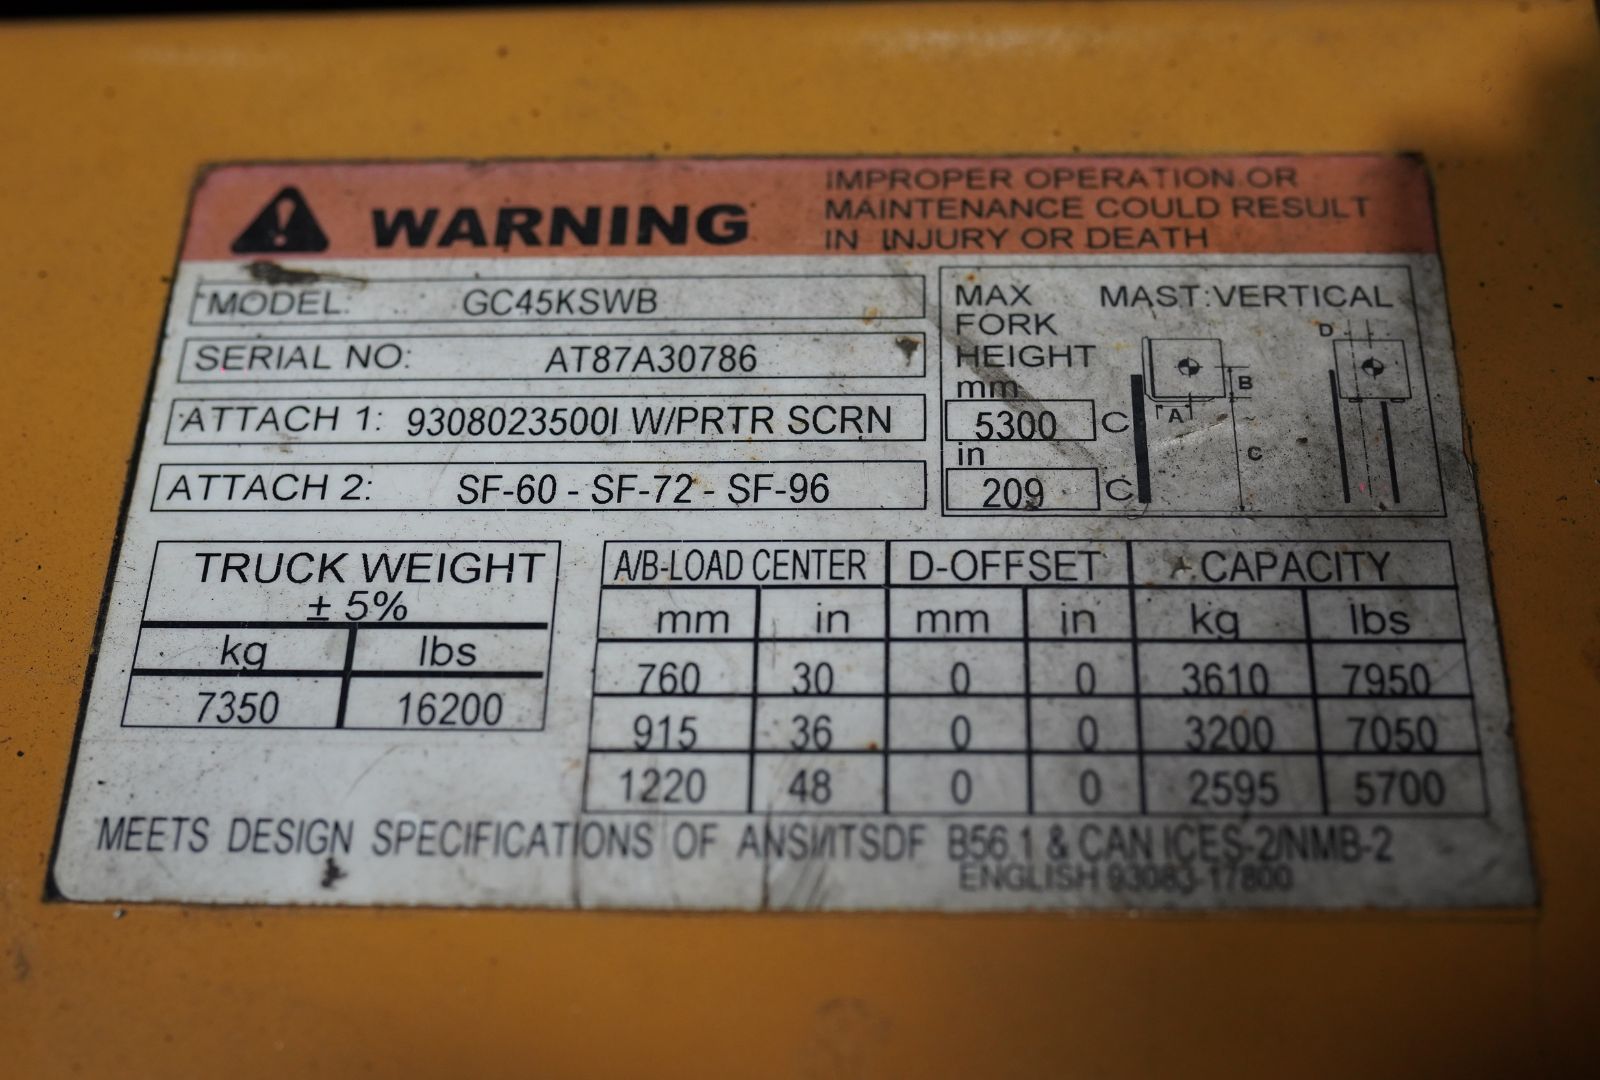 WARNING
IMPROPER OPERATION OR
MAINTENANCE COULD RESULT
IN INJURY OR DEATH
MODEL: GC45KSWB
SERIAL NO: AT87A30786
ATTACH 1: 9308023500I W/PRTR SCRN
ATTACH 2: SF-60 - SF-72 - SF-96
MAX FORK HEIGHT
mm
5300 C
in
209 C
MAST:VERTICAL
A B C D
TRUCK WEIGHT
± 5%
kg lbs
7350 16200
A/B-LOAD CENTER D-OFFSET CAPACITY
mm in mm in kg lbs
760 30 0 0 3610 7950
915 36 0 0 3200 7050
1220 48 0 0 2595 5700
MEETS DESIGN SPECIFICATIONS OF ANSI/ITSDF B56.1 & CAN ICES-2/NMB-2
ENGLISH 93083-17800